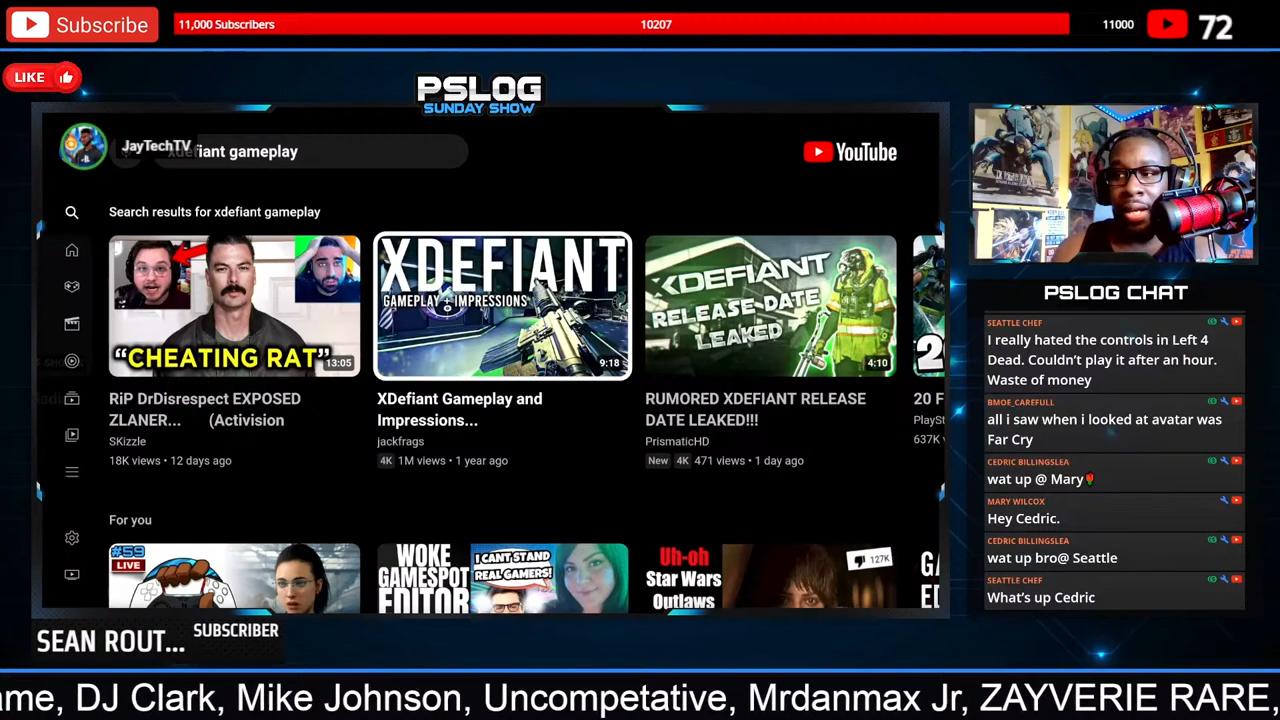 Subscribe
11,000 Subscribers
10207
11000
72
LIKE
PSLOG
SUNDAY SHOW
JayTechTV
xdefiant gameplay
YouTube
Search results for xdefiant gameplay
"CHEATING RAT"
13:05
XDEFIANT
GAMEPLAY + IMPRESSIONS
9:18
XDEFIANT
RELEASE DATE
LEAKED
4:10
2
RiP DrDisrespect EXPOSED
ZLANER... (Activision
SKizzle
18K views • 12 days ago
XDefiant Gameplay and
Impressions...
jackfrags
4K 1M views • 1 year ago
RUMORED XDEFIANT RELEASE
DATE LEAKED!!!
PrismaticHD
New 4K 471 views • 1 day ago
20 F
PlaySt
637K
For you
#59
LIVE
WOKE
GAMESPOT
EDITOR
I CANT STAND
REAL GAMERS!
Uh-oh
Star Wars
Outlaws
127K
PSLOG CHAT
SEATTLE CHEF
I really hated the controls in Left 4
Dead. Couldn't play it after an hour.
Waste of money
BMOE_CAREFULL
all i saw when i looked at avatar was
Far Cry
CEDRIC BILLINGSLEA
wat up @ Mary🌹
MARY WILCOX
Hey Cedric.
CEDRIC BILLINGSLEA
wat up bro@ Seattle
SEATTLE CHEF
What's up Cedric
SEAN ROUT...
SUBSCRIBER
ame, DJ Clark, Mike Johnson, Uncompetative, Mrdanmax Jr, ZAYVERIE RARE,